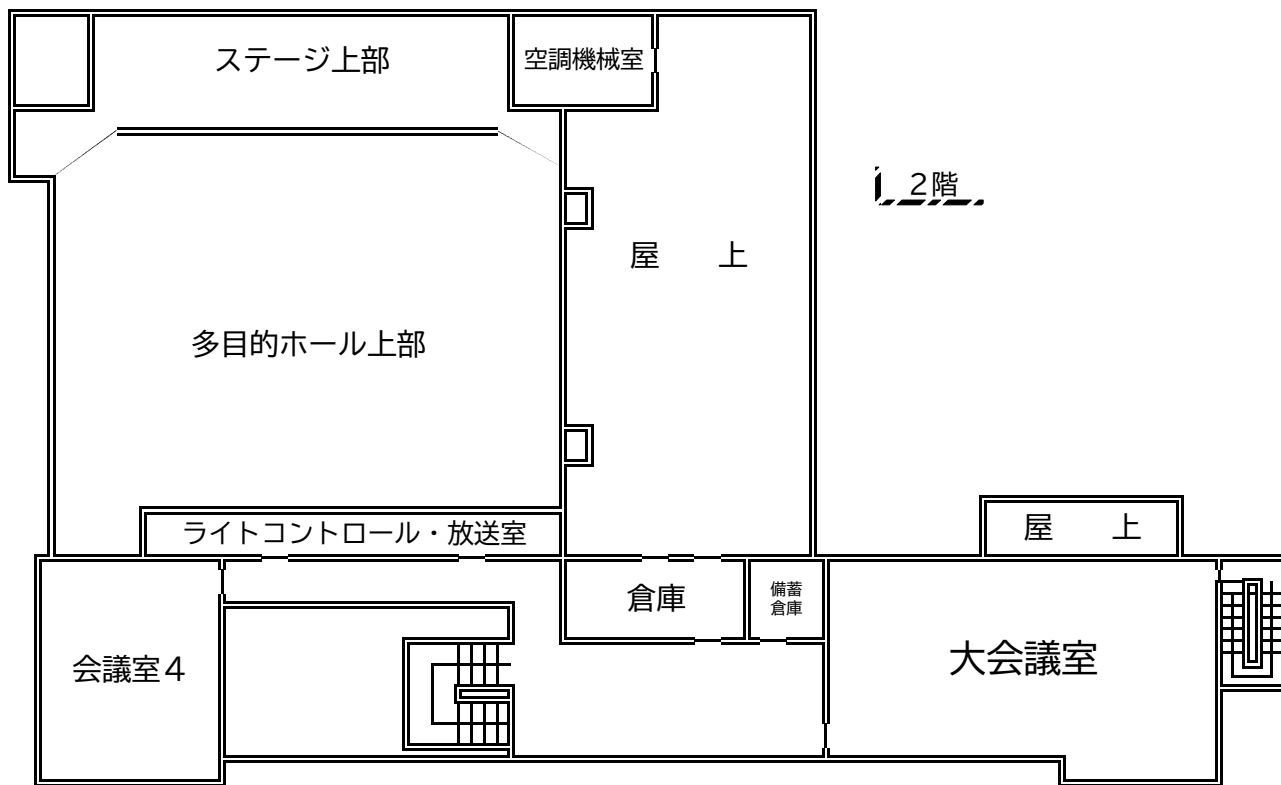 ステージ上部
空調機械室
2階
屋　上
多目的ホール上部
ライトコントロール・放送室
屋　上
倉庫
備蓄
倉庫
会議室4
大会議室